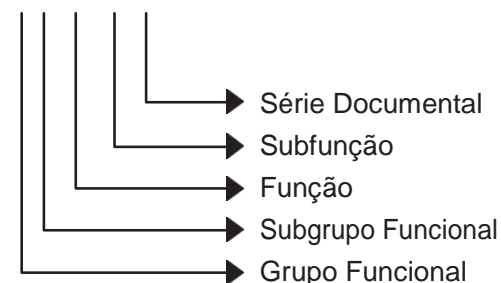 Série Documental
Subfunção
Função
Subgrupo Funcional
Grupo Funcional